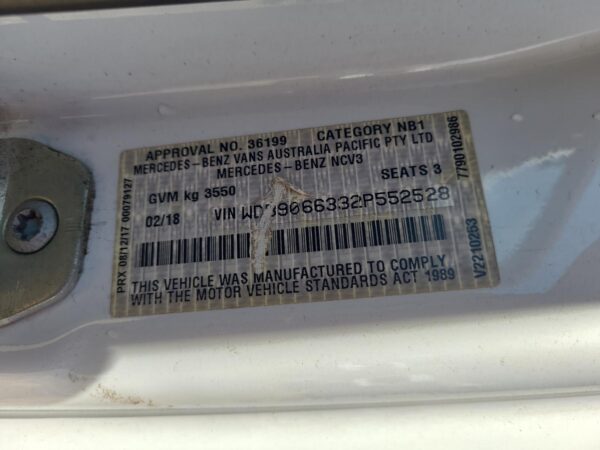 APPROVAL NO. 36199 CATEGORY NB1
MERCEDES-BENZ VANS AUSTRALIA PACIFIC PTY LTD
MERCEDES-BENZ NCV3
GVM kg 3550 SEATS 3
02/18 VIN WD39066332P552528
THIS VEHICLE WAS MANUFACTURED TO COMPLY
WITH THE MOTOR VEHICLE STANDARDS ACT 1989
PRX 08/12/17 00079127
V2210263 7790102986